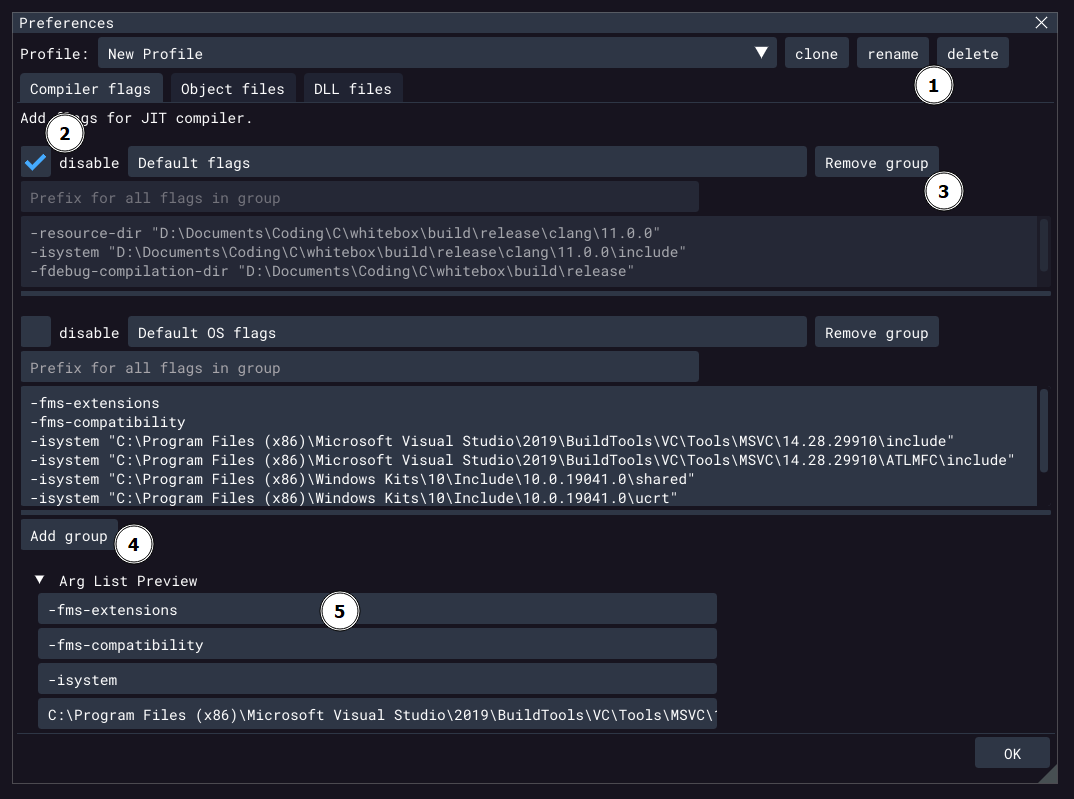 Preferences
Profile: New Profile clone rename delete
1
Compiler flags Object files DLL files
Add flags for JIT compiler.
2
disable Default flags Remove group
3
Prefix for all flags in group
-resource-dir "D:\Documents\Coding\C\whitebox\build\release\clang\11.0.0"
-isystem "D:\Documents\Coding\C\whitebox\build\release\clang\11.0.0\include"
-fdebug-compilation-dir "D:\Documents\Coding\C\whitebox\build\release"
disable Default OS flags Remove group
Prefix for all flags in group
-fms-extensions
-fms-compatibility
-isystem "C:\Program Files (x86)\Microsoft Visual Studio\2019\BuildTools\VC\Tools\MSVC\14.28.29910\include"
-isystem "C:\Program Files (x86)\Microsoft Visual Studio\2019\BuildTools\VC\Tools\MSVC\14.28.29910\ATLMFC\include"
-isystem "C:\Program Files (x86)\Windows Kits\10\Include\10.0.19041.0\shared"
-isystem "C:\Program Files (x86)\Windows Kits\10\Include\10.0.19041.0\ucrt"
Add group
4
Arg List Preview
-fms-extensions
5
-fms-compatibility
-isystem
C:\Program Files (x86)\Microsoft Visual Studio\2019\BuildTools\VC\Tools\MSVC\
OK